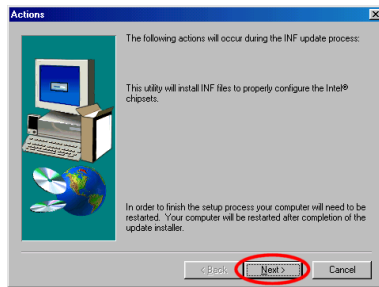 Actions
The following actions will occur during the INF update process:
This utility will install INF files to properly configure the Intel®
chipsets.
In order to finish the setup process your computer will need to be
restarted. Your computer will be restarted after completion of the
update installer.
< Back
Next >
Cancel